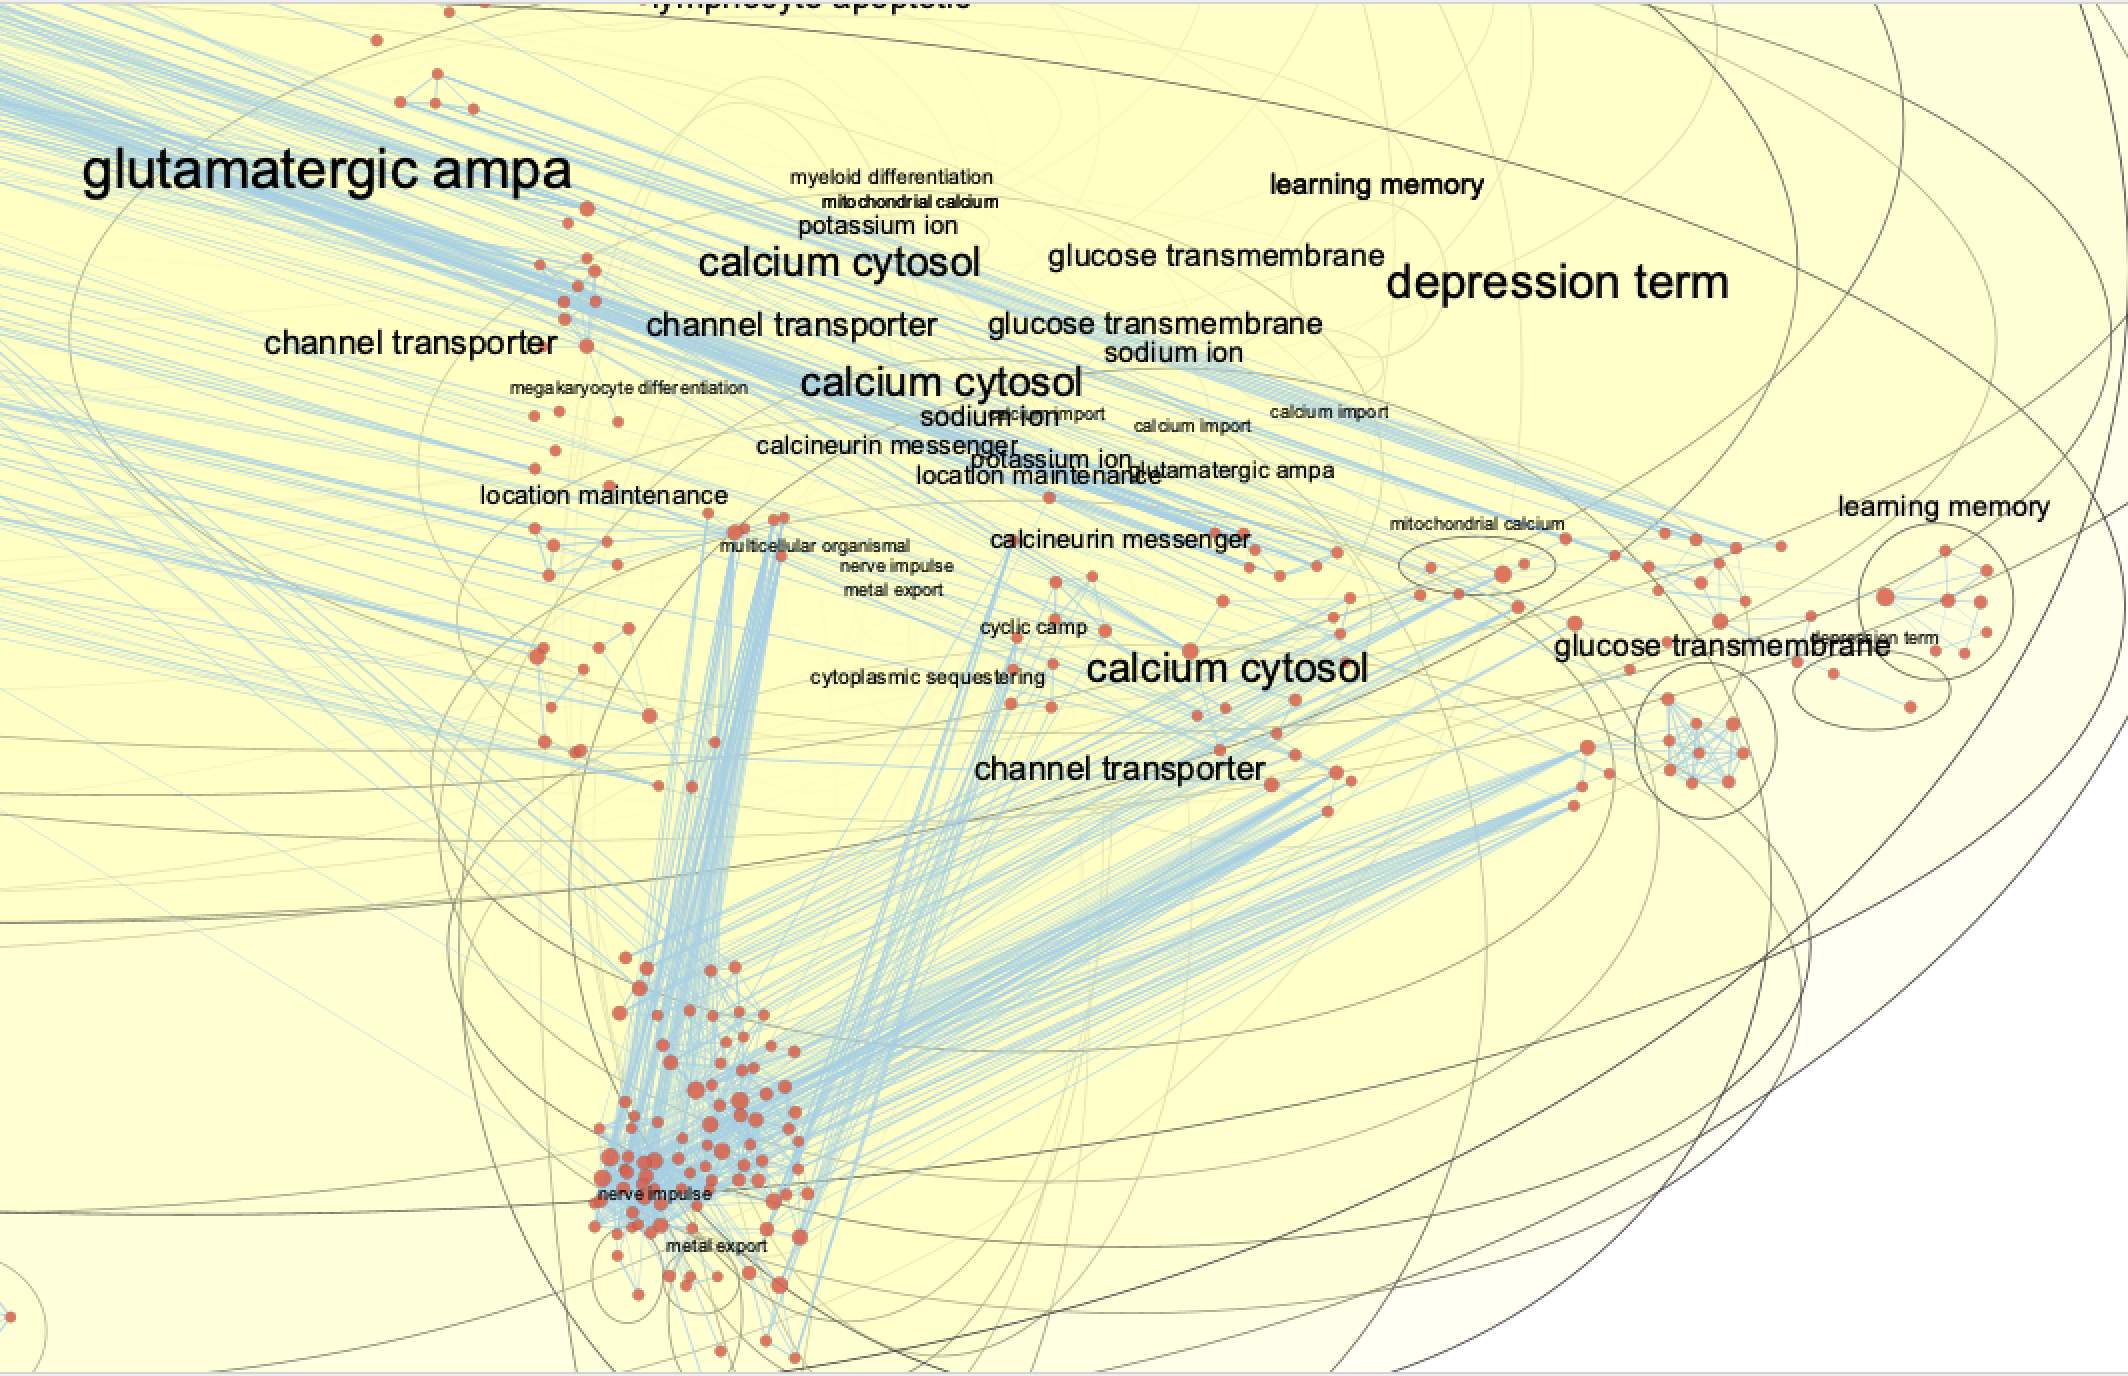 lymphocyte apoptotic
glutamatergic ampa
myeloid differentiation
learning memory
mitochondrial calcium
potassium ion
calcium cytosol
glucose transmembrane
depression term
channel transporter
glucose transmembrane
channel transporter
sodium ion
calcium cytosol
megakaryocyte differentiation
sodium ion
calcium import
calcium import
calcium import
calcineurin messenger
potassium ion
glutamatergic ampa
location maintenance
location maintenance
learning memory
mitochondrial calcium
calcineurin messenger
multicellular organismal
nerve impulse
metal export
cyclic camp
depression term
glucose transmembrane
calcium cytosol
cytoplasmic sequestering
channel transporter
nerve impulse
metal export